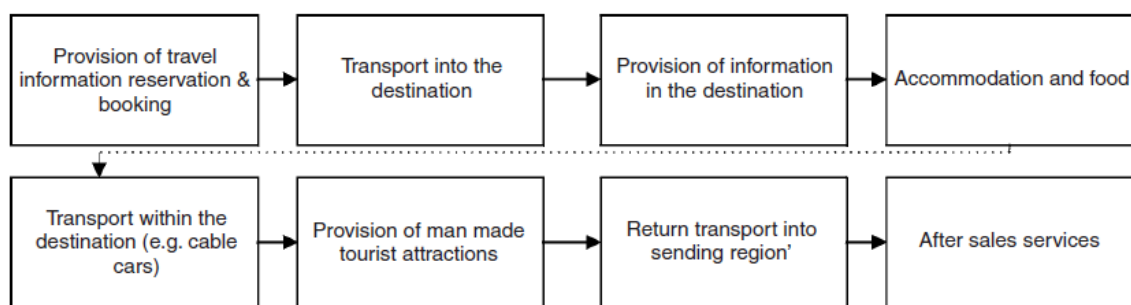 Provision of travel
information reservation &
booking
Transport into the
destination
Provision of information
in the destination
Accommodation and food
Transport within the
destination (e.g. cable
cars)
Provision of man made
tourist attractions
Return transport into
sending region’
After sales services